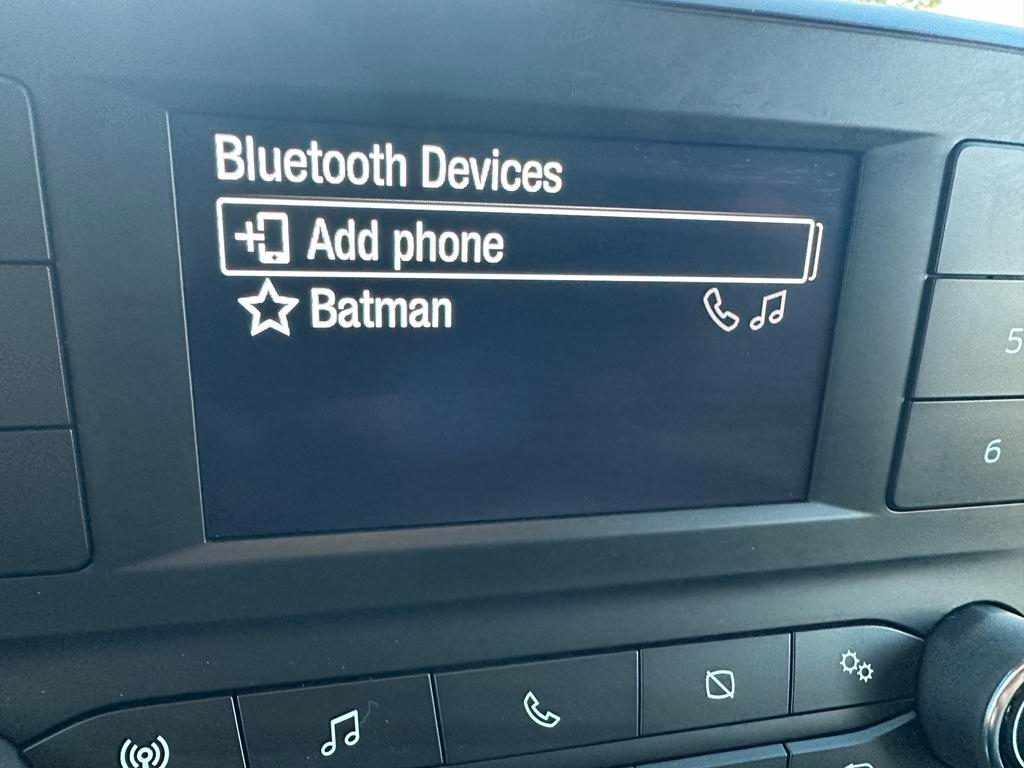 Bluetooth Devices
Add phone
Batman
5
6